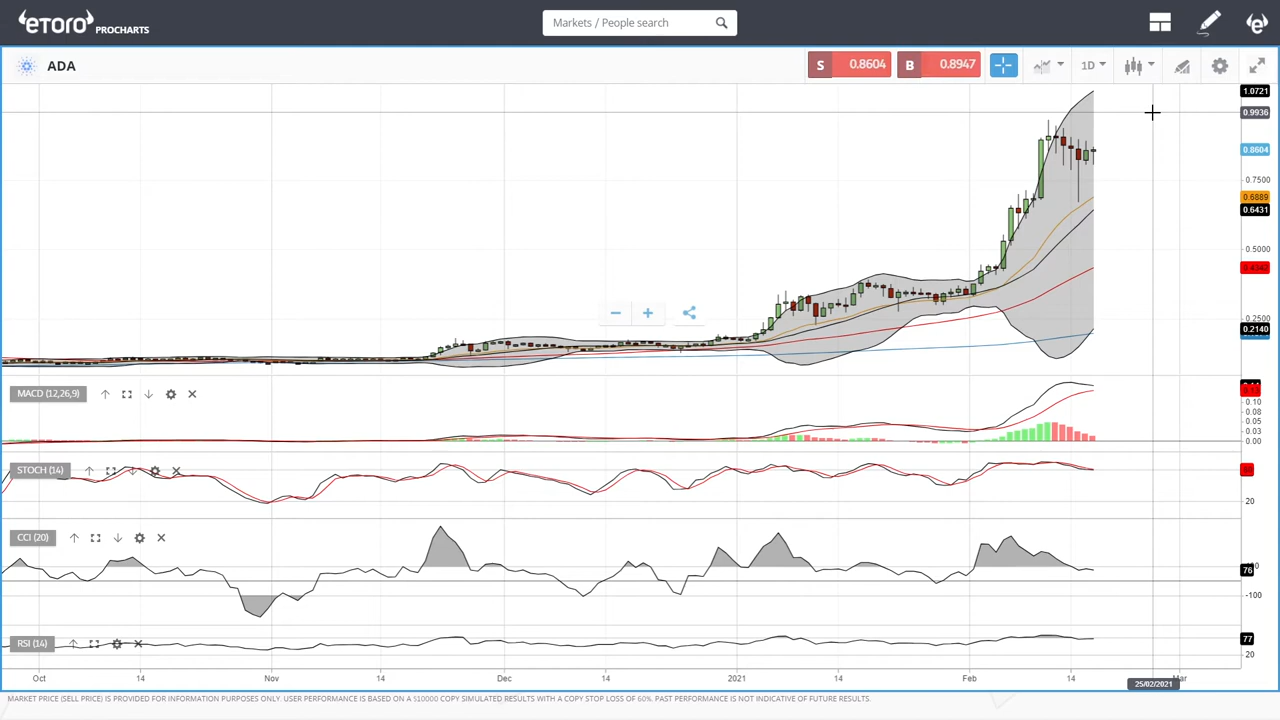 eToro PROCHARTS
Markets / People search
ADA
S 0.8604
B 0.8947
1D
1.0721
0.9936
0.8604
0.7500
0.6889
0.6431
0.5000
0.4342
0.2500
0.2140
MACD (12,26,9)
0.10
0.08
0.05
0.03
0.00
STOCH (14)
20
CCI (20)
76
-100
RSI (14)
77
20
Oct 14 Nov 14 Dec 14 2021 14 Feb 14 Mar
25/02/2021
MARKET PRICE (SELL PRICE) IS PROVIDED FOR INFORMATION PURPOSES ONLY. USER PERFORMANCE IS BASED ON A $10000 COPY SIMULATED RESULTS WITH A COPY STOP LOSS OF 60%. PAST PERFORMANCE IS NOT INDICATIVE OF FUTURE RESULTS.